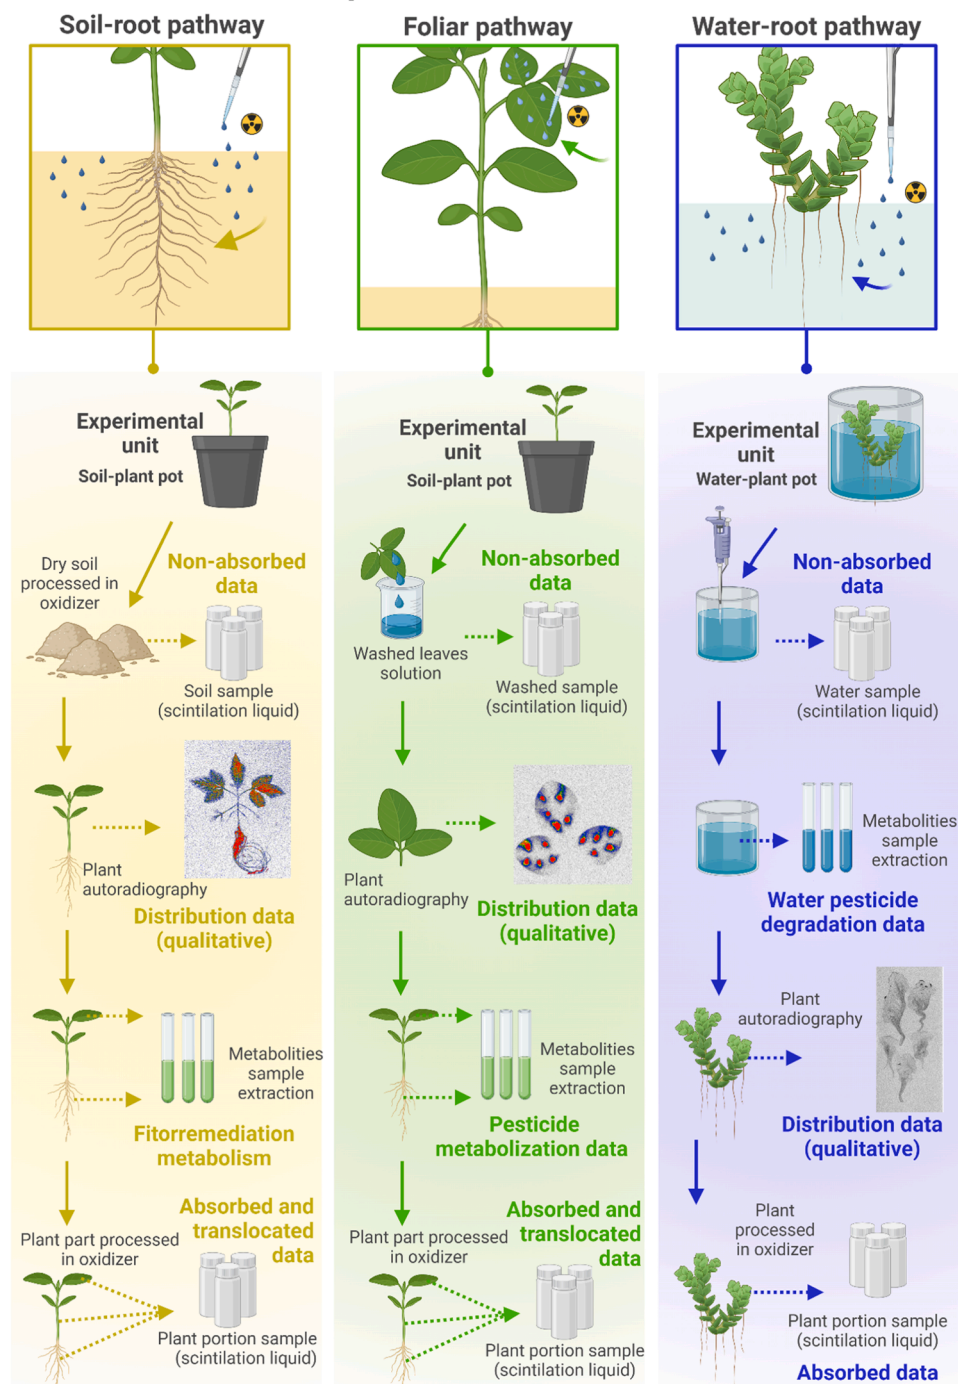 Soil-root pathway
Foliar pathway
Water-root pathway
Experimental
unit
Soil-plant pot
Dry soil
processed in
oxidizer
Non-absorbed
data
Soil sample
(scintilation liquid)
Plant
autoradiography
Distribution data
(qualitative)
Metabolities
sample
extraction
Fitorremediation
metabolism
Absorbed and
translocated
data
Plant part processed
in oxidizer
Plant portion sample
(scintilation liquid)
Experimental
unit
Soil-plant pot
Non-absorbed
data
Washed leaves
solution
Washed sample
(scintilation liquid)
Plant
autoradiography
Distribution data
(qualitative)
Metabolities
sample
extraction
Pesticide
metabolization data
Absorbed and
translocated
data
Plant part processed
in oxidizer
Plant portion sample
(scintilation liquid)
Experimental
unit
Water-plant pot
Non-absorbed
data
Water sample
(scintilation liquid)
Metabolities
sample
extraction
Water pesticide
degradation data
Plant
autoradiography
Distribution data
(qualitative)
Plant
processed
in oxidizer
Plant portion sample
(scintilation liquid)
Absorbed data